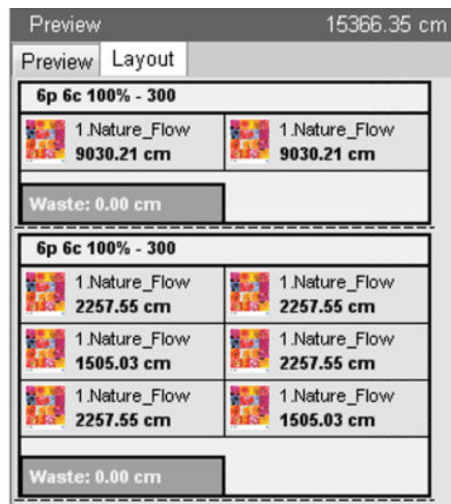 Preview 15366.35 cm
Preview Layout
6p 6c 100% - 300
1.Nature_Flow 1.Nature_Flow
9030.21 cm 9030.21 cm
Waste: 0.00 cm
6p 6c 100% - 300
1.Nature_Flow 1.Nature_Flow
2257.55 cm 2257.55 cm
1.Nature_Flow 1.Nature_Flow
1505.03 cm 2257.55 cm
1.Nature_Flow 1.Nature_Flow
2257.55 cm 1505.03 cm
Waste: 0.00 cm